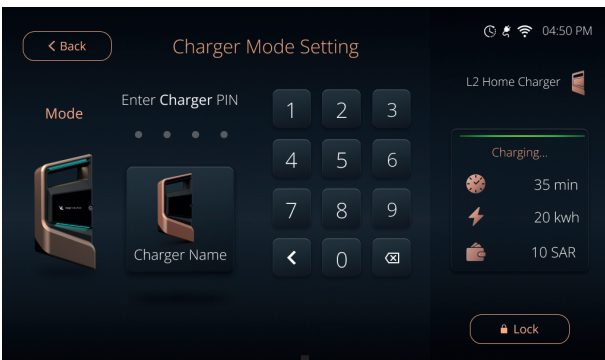 Back
Charger Mode Setting
04:50 PM
Mode
Enter Charger PIN
Charger Name
1 2 3
4 5 6
7 8 9
0
L2 Home Charger
Charging...
35 min
20 kwh
10 SAR
Lock